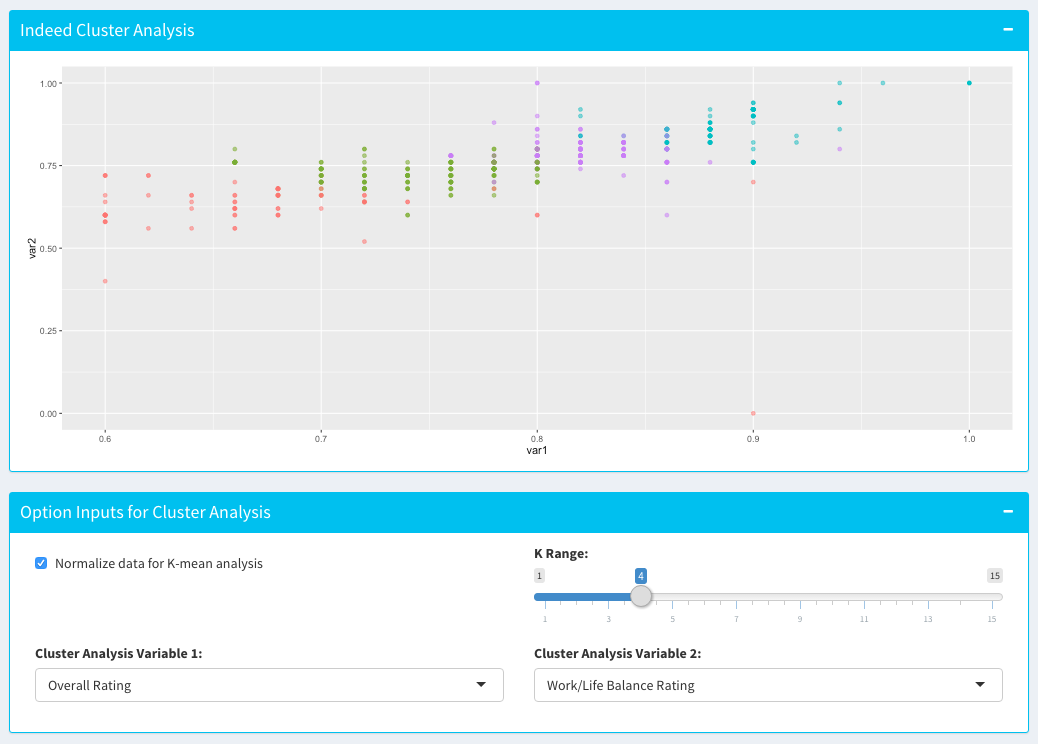 Indeed Cluster Analysis
1.00
0.75
0.50
0.25
0.00
var2
0.6 0.7 0.8 0.9 1.0
var1
Option Inputs for Cluster Analysis
Normalize data for K-mean analysis
K Range:
1 4 15
1 3 5 7 9 11 13 15
Cluster Analysis Variable 1:
Overall Rating
Cluster Analysis Variable 2:
Work/Life Balance Rating